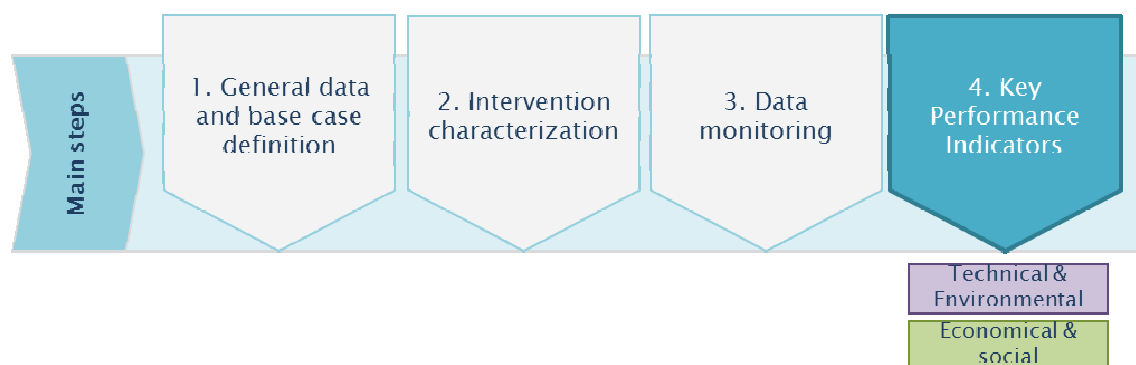 Main steps
1. General data
and base case
definition
2. Intervention
characterization
3. Data
monitoring
4. Key
Performance
Indicators
Technical &
Environmental
Economical &
social